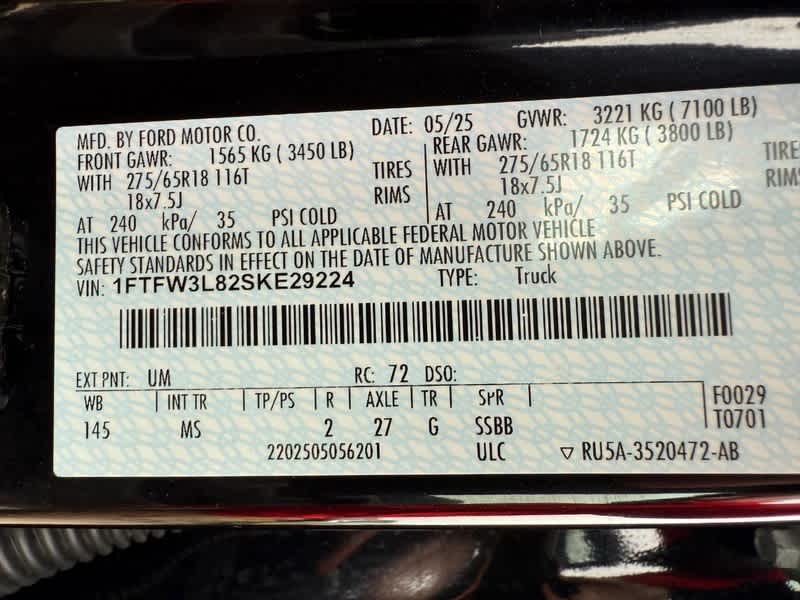 MFD. BY FORD MOTOR CO. DATE: 05/25 GVWR: 3221 KG ( 7100 LB)
FRONT GAWR: 1565 KG ( 3450 LB) REAR GAWR: 1724 KG ( 3800 LB)
WITH 275/65R18 116T TIRES WITH 275/65R18 116T TIRE
18x7.5J RIMS 18x7.5J RIMS
AT 240 kPa/ 35 PSI COLD AT 240 kPa/ 35 PSI COLD
THIS VEHICLE CONFORMS TO ALL APPLICABLE FEDERAL MOTOR VEHICLE
SAFETY STANDARDS IN EFFECT ON THE DATE OF MANUFACTURE SHOWN ABOVE.
VIN: 1FTFW3L82SKE29224 TYPE: Truck
EXT PNT: UM RC: 72 DSO:
WB INT TR TP/PS R AXLE TR SPR F0029
145 MS 2 27 G SSBB T0701
2202505056201 ULC ▽ RU5A-3520472-AB